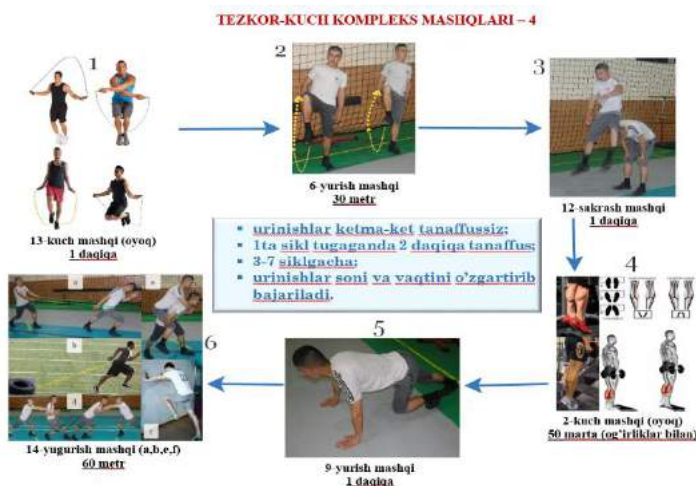 TEZKOR-KUCH KOMPLEKS MASHQLARI – 4
1
13-kuch mashqi (oyoq)
1 daqiqa
2
6-yurish mashqi
30 metr
3
12-sakrash mashqi
1 daqiqa
▪ urinishlar ketma-ket tanaffussiz;
▪ 1ta sikl tugaganda 2 daqiqa tanaffus;
▪ 3-7 siklgacha;
▪ urinishlar soni va vaqtini o'zgartirib
bajariladi.
4
2-kuch mashqi (oyoq)
50 marta (og'irliklar bilan)
5
9-yurish mashqi
1 daqiqa
6
a
b
14-yugurish mashqi (a,b,e,f)
60 metr